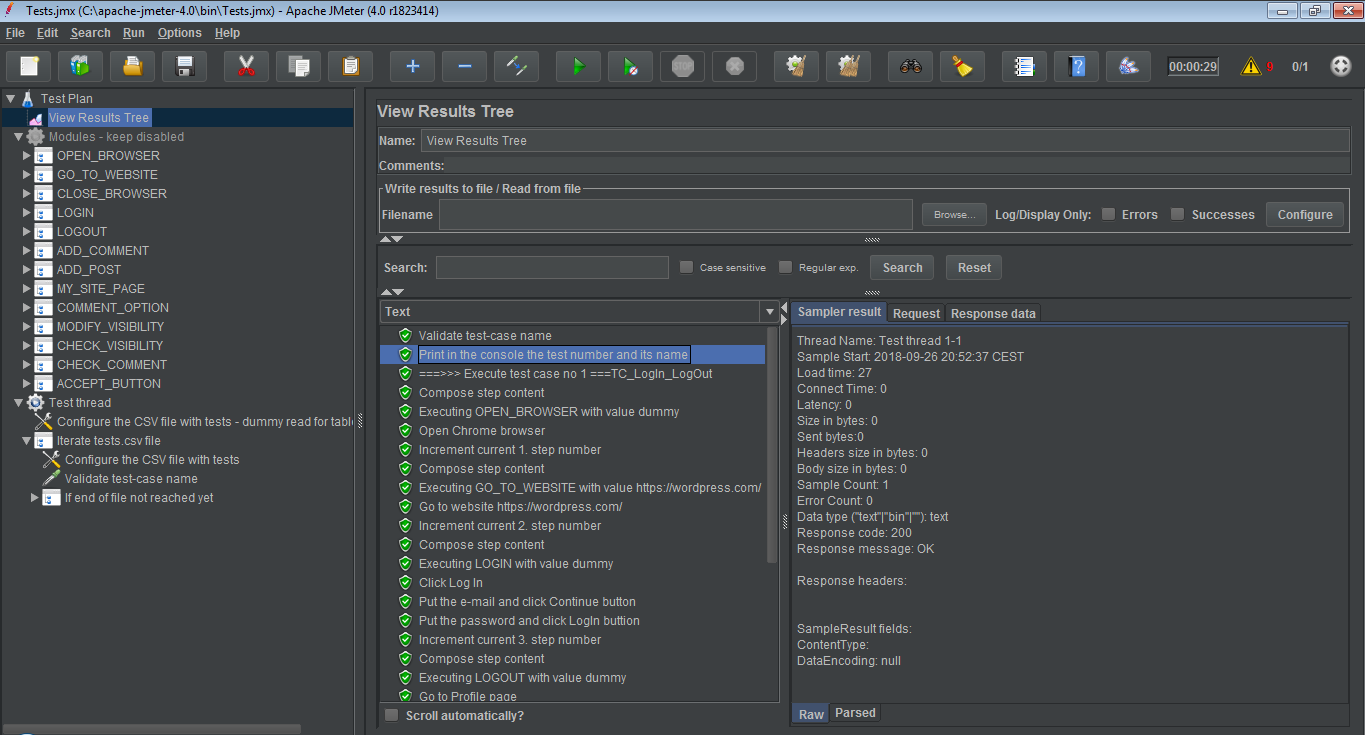 Tests.jmx (C:\apache-jmeter-4.0\bin\Tests.jmx) - Apache JMeter (4.0 r1823414)
File Edit Search Run Options Help
STOP 00:00:29 9 0/1
Test Plan
View Results Tree
Modules - keep disabled
OPEN_BROWSER
GO_TO_WEBSITE
CLOSE_BROWSER
LOGIN
LOGOUT
ADD_COMMENT
ADD_POST
MY_SITE_PAGE
COMMENT_OPTION
MODIFY_VISIBILITY
CHECK_VISIBILITY
CHECK_COMMENT
ACCEPT_BUTTON
Test thread
Configure the CSV file with tests - dummy read for table
Iterate tests.csv file
Configure the CSV file with tests
Validate test-case name
If end of file not reached yet
View Results Tree
Name: View Results Tree
Comments:
Write results to file / Read from file
Filename Browse... Log/Display Only: Errors Successes Configure
Search: Case sensitive Regular exp. Search Reset
Text
Validate test-case name
Print in the console the test number and its name
===>>> Execute test case no 1 ===TC_LogIn_LogOut
Compose step content
Executing OPEN_BROWSER with value dummy
Open Chrome browser
Increment current 1. step number
Compose step content
Executing GO_TO_WEBSITE with value https://wordpress.com/
Go to website https://wordpress.com/
Increment current 2. step number
Compose step content
Executing LOGIN with value dummy
Click Log In
Put the e-mail and click Continue button
Put the password and click LogIn buttion
Increment current 3. step number
Compose step content
Executing LOGOUT with value dummy
Go to Profile page
Scroll automatically?
Sampler result Request Response data
Thread Name: Test thread 1-1
Sample Start: 2018-09-26 20:52:37 CEST
Load time: 27
Connect Time: 0
Latency: 0
Size in bytes: 0
Sent bytes:0
Headers size in bytes: 0
Body size in bytes: 0
Sample Count: 1
Error Count: 0
Data type ("text"|"bin"|""): text
Response code: 200
Response message: OK
Response headers:
SampleResult fields:
ContentType:
DataEncoding: null
Raw Parsed